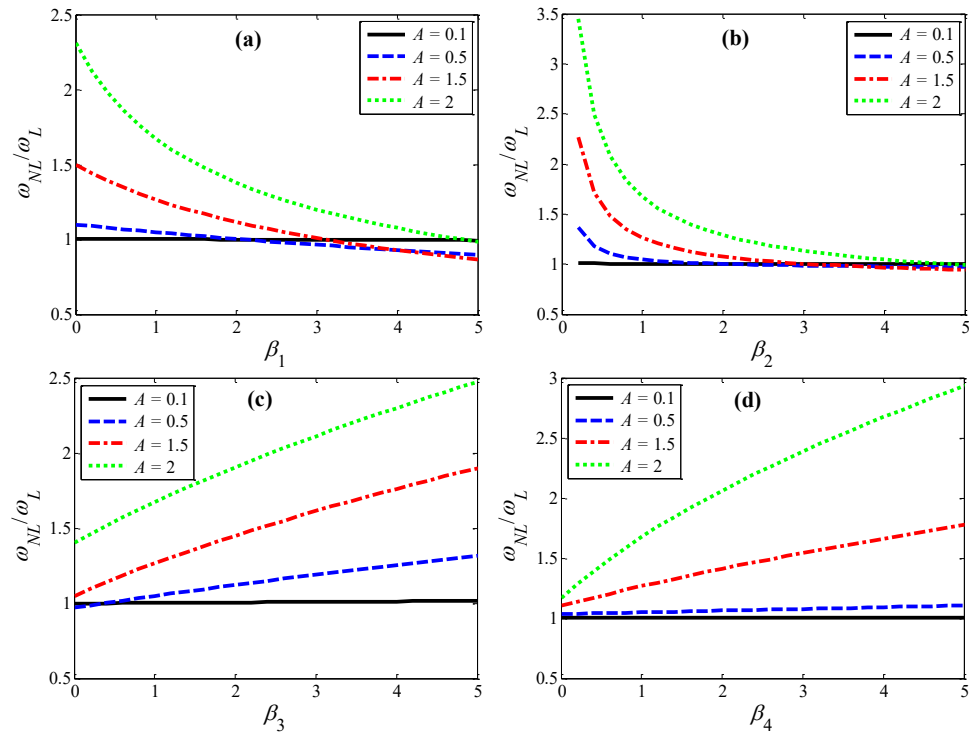 2.5
2
1.5
1
0.5
ω_NL/ω_L
(a)
A = 0.1
A = 0.5
A = 1.5
A = 2
0 1 2 3 4 5
β_1
3.5
3
2.5
2
1.5
1
0.5
ω_NL/ω_L
(b)
A = 0.1
A = 0.5
A = 1.5
A = 2
0 1 2 3 4 5
β_2
2.5
2
1.5
1
0.5
ω_NL/ω_L
A = 0.1
A = 0.5
A = 1.5
A = 2
(c)
0 1 2 3 4 5
β_3
3
2.5
2
1.5
1
0.5
ω_NL/ω_L
A = 0.1
A = 0.5
A = 1.5
A = 2
(d)
0 1 2 3 4 5
β_4